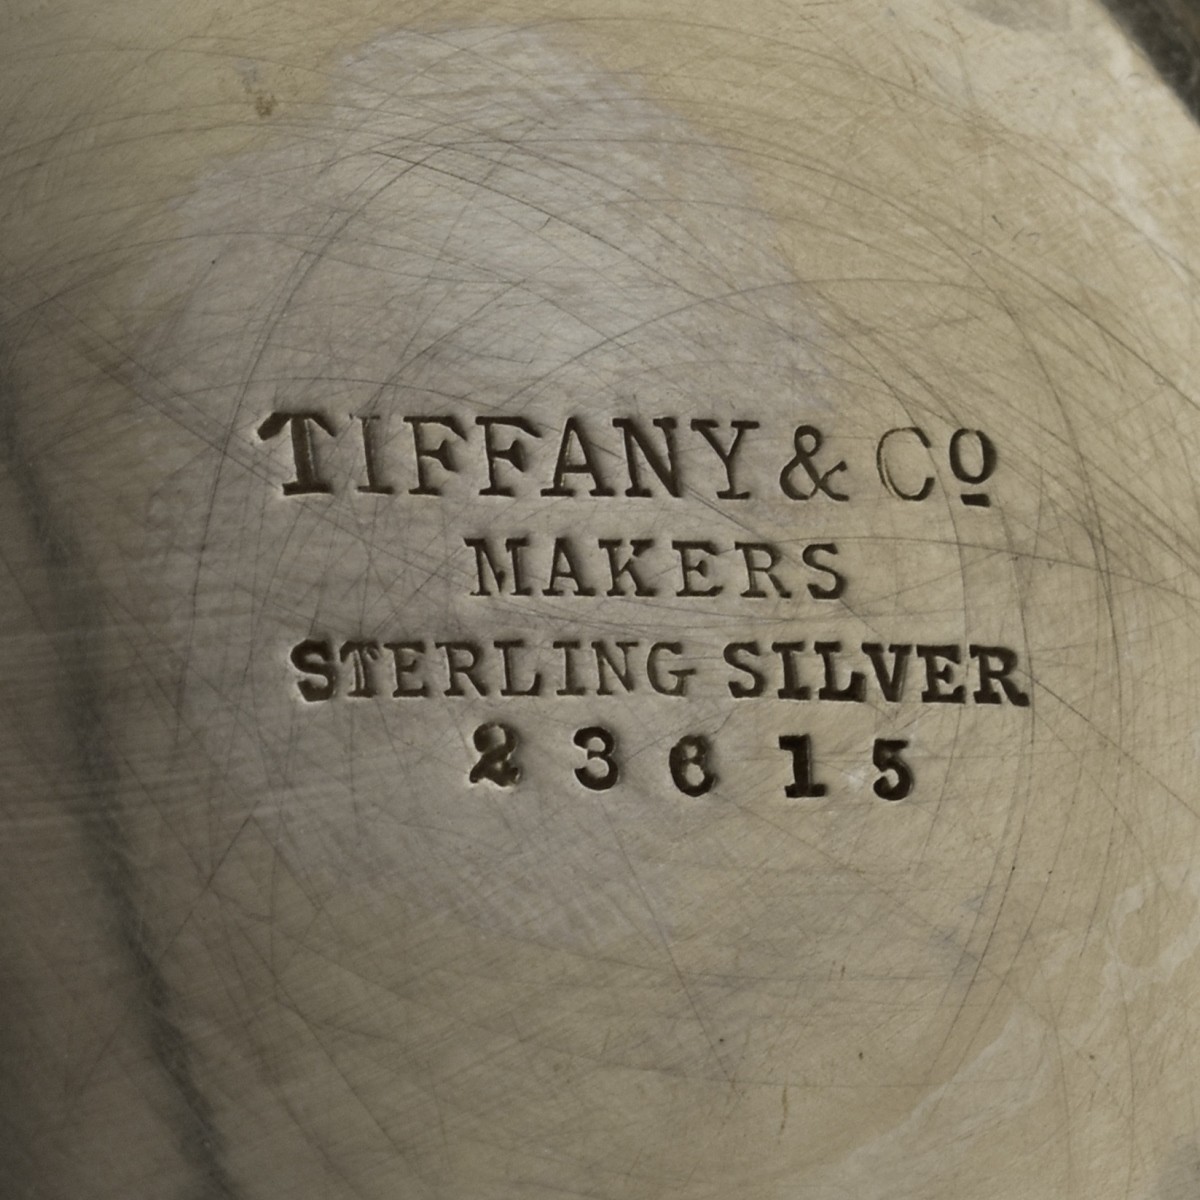 TIFFANY & Cº
MAKERS
STERLING SILVER
23615